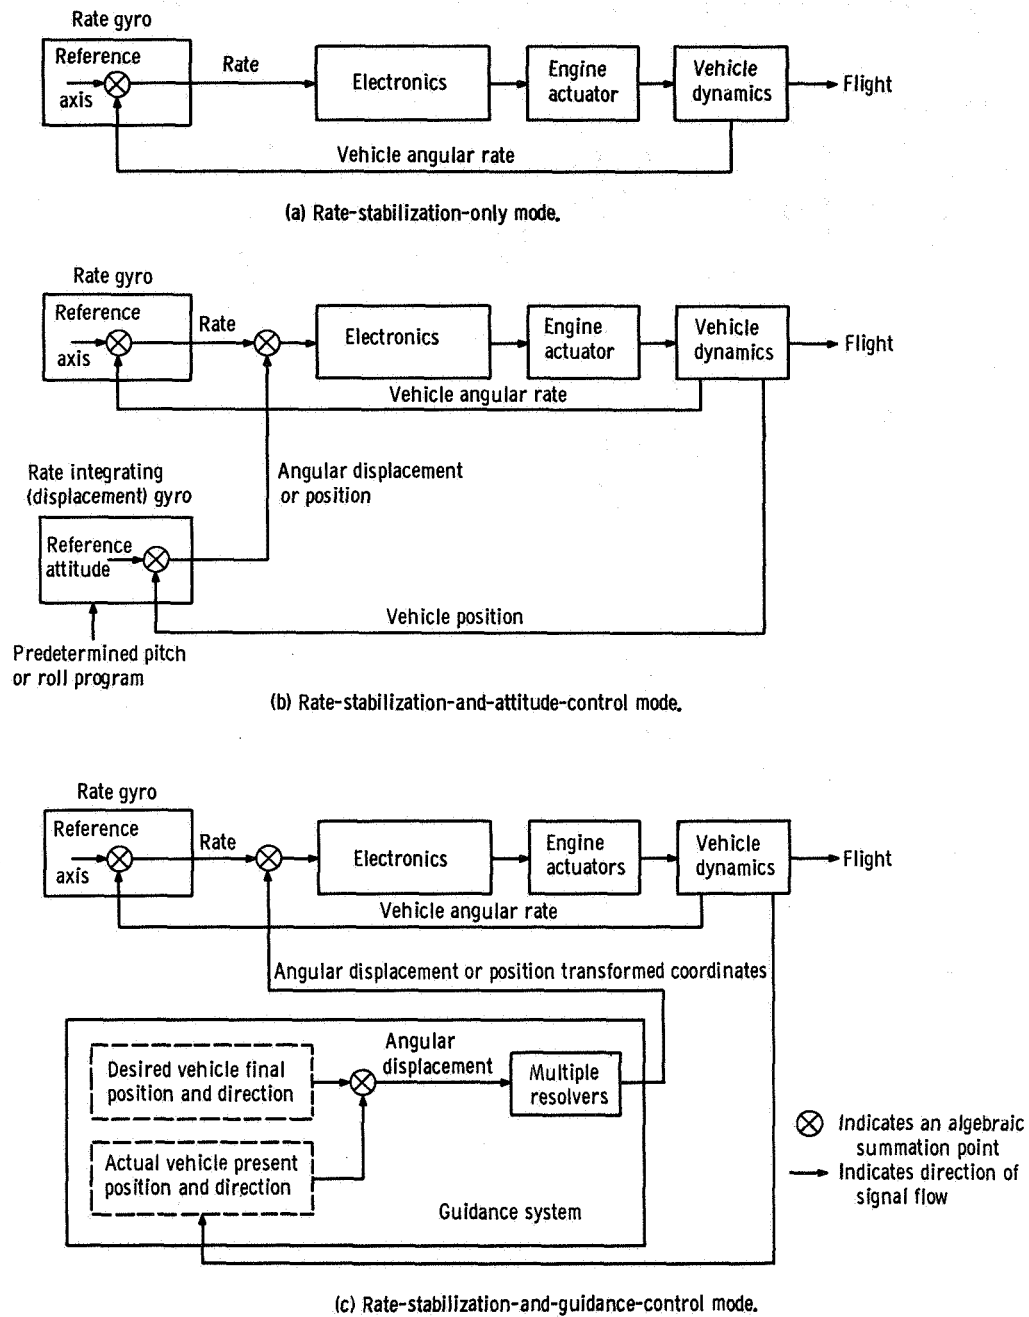 Rate gyro
Reference
axis
Rate
Electronics
Engine
actuator
Vehicle
dynamics
Flight
Vehicle angular rate
(a) Rate-stabilization-only mode.
Rate gyro
Reference
axis
Rate
Electronics
Engine
actuator
Vehicle
dynamics
Flight
Vehicle angular rate
Rate integrating
(displacement) gyro
Angular displacement
or position
Reference
attitude
Vehicle position
Predetermined pitch
or roll program
(b) Rate-stabilization-and-attitude-control mode.
Rate gyro
Reference
axis
Rate
Electronics
Engine
actuators
Vehicle
dynamics
Flight
Vehicle angular rate
Angular displacement or position transformed coordinates
Desired vehicle final
position and direction
Angular
displacement
Multiple
resolvers
Actual vehicle present
position and direction
Guidance system
Indicates an algebraic
summation point
Indicates direction of
signal flow
(c) Rate-stabilization-and-guidance-control mode.